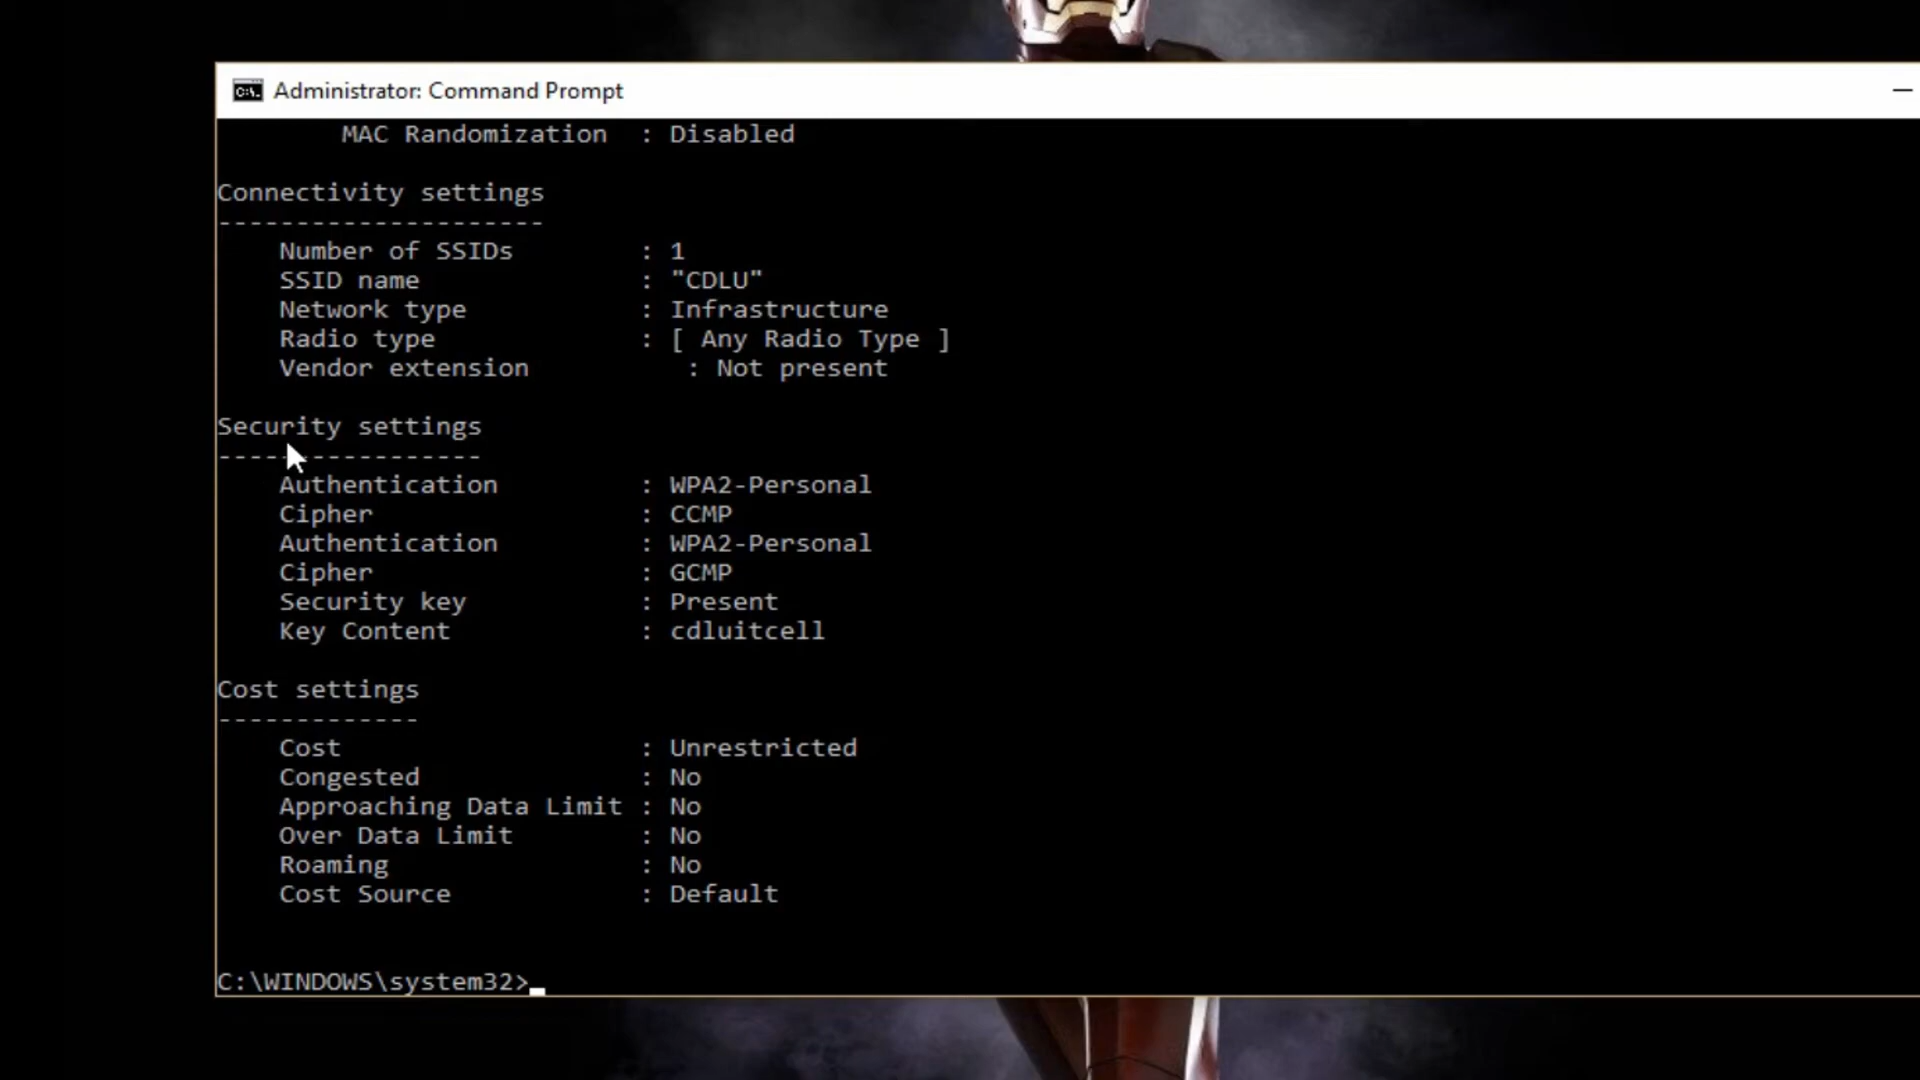 Administrator: Command Prompt
MAC Randomization : Disabled
Connectivity settings
---------------------
Number of SSIDs : 1
SSID name : "CDLU"
Network type : Infrastructure
Radio type : [ Any Radio Type ]
Vendor extension : Not present
Security settings
-----------------
Authentication : WPA2-Personal
Cipher : CCMP
Authentication : WPA2-Personal
Cipher : GCMP
Security key : Present
Key Content : cdluitcell
Cost settings
-------------
Cost : Unrestricted
Congested : No
Approaching Data Limit : No
Over Data Limit : No
Roaming : No
Cost Source : Default
C:\WINDOWS\system32>